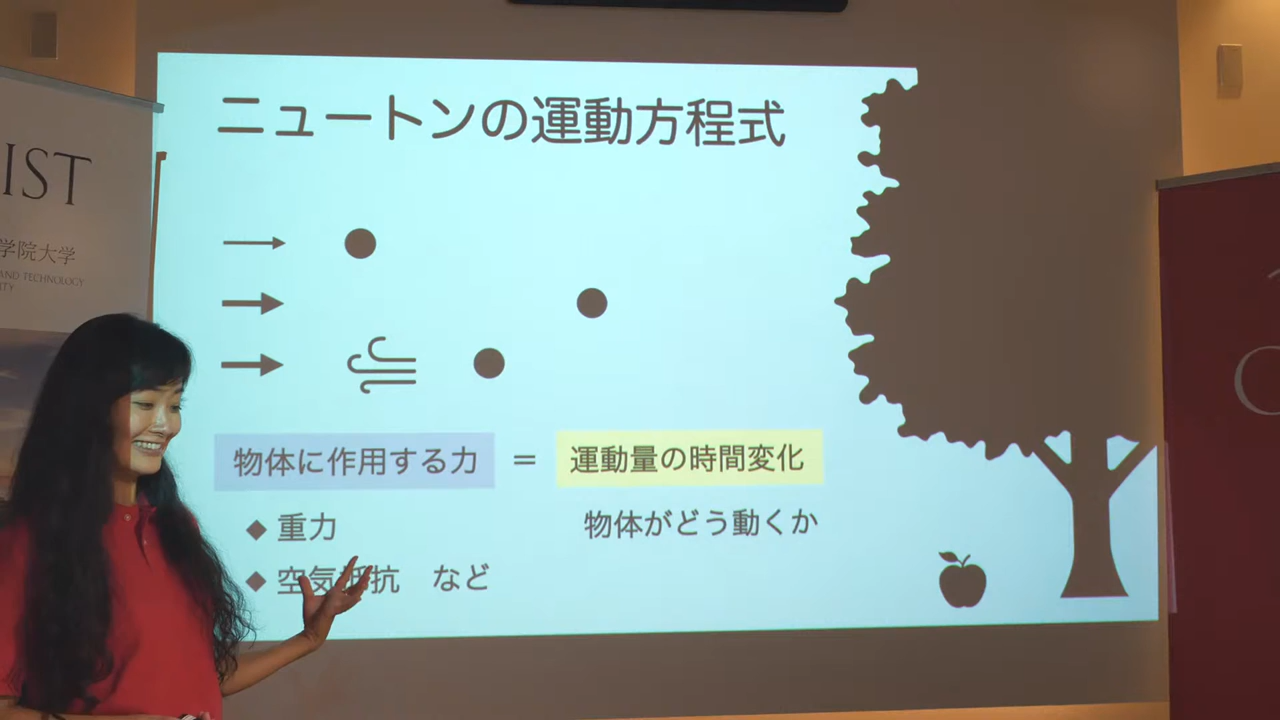 ニュートンの運動方程式
物体に作用する力 = 運動量の時間変化
◆ 重力
物体がどう動くか
◆ 空気抵抗 など
IST
学院大学
AND TECHNOLOGY